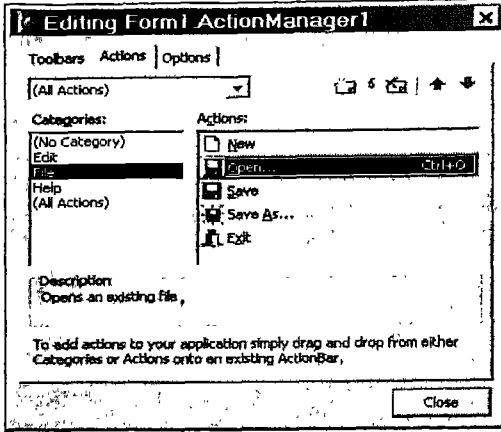 Editing Form1.ActionManager1
Toolbars Actions Options
(All Actions)
Categories: Actions:
(No Category)
Edit
File
Help
(All Actions)
New
Open... Ctrl+O
Save
Save As...
Exit
Description
Opens an existing file
To add actions to your application simply drag and drop from either
Categories or Actions onto an existing ActionBar.
Close